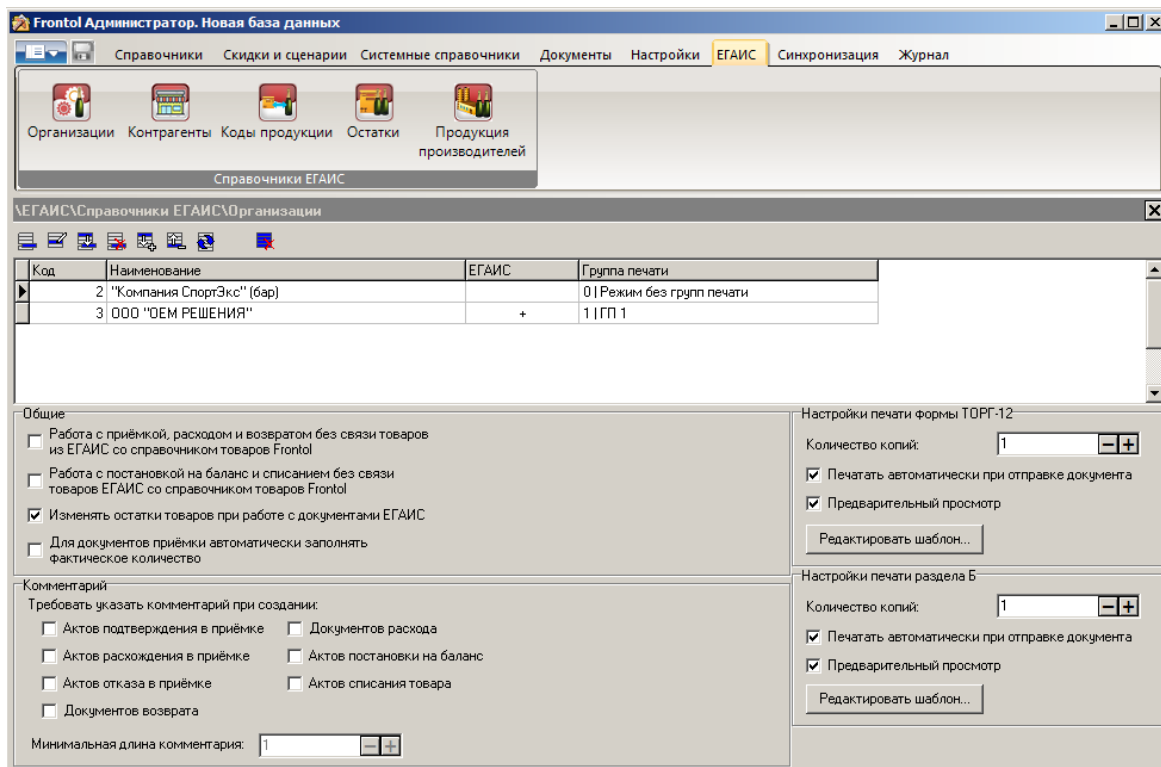 Frontol Администратор. Новая база данных
Справочники Скидки и сценарии Системные справочники Документы Настройки ЕГАИС Синхронизация Журнал
Организации Контрагенты Коды продукции Остатки Продукция
производителей
Справочники ЕГАИС
\ЕГАИС\Справочники ЕГАИС\Организации
Код Наименование ЕГАИС Группа печати
2 "Компания СпортЭкс" (бар) 0 | Режим без групп печати
3 ООО "ОЕМ РЕШЕНИЯ" + 1 | ГП 1
Общие
Работа с приёмкой, расходом и возвратом без связи товаров
из ЕГАИС со справочником товаров Frontol
Работа с постановкой на баланс и списанием без связи
товаров ЕГАИС со справочником товаров Frontol
Изменять остатки товаров при работе с документами ЕГАИС
Для документов приёмки автоматически заполнять
фактическое количество
Настройки печати формы ТОРГ-12
Количество копий: 1
Печатать автоматически при отправке документа
Предварительный просмотр
Редактировать шаблон...
Комментарий
Требовать указать комментарий при создании:
Актов подтверждения в приёмке Документов расхода
Актов расхождения в приёмке Актов постановки на баланс
Актов отказа в приёмке Актов списания товара
Документов возврата
Минимальная длина комментария: 1
Настройки печати раздела Б
Количество копий: 1
Печатать автоматически при отправке документа
Предварительный просмотр
Редактировать шаблон...